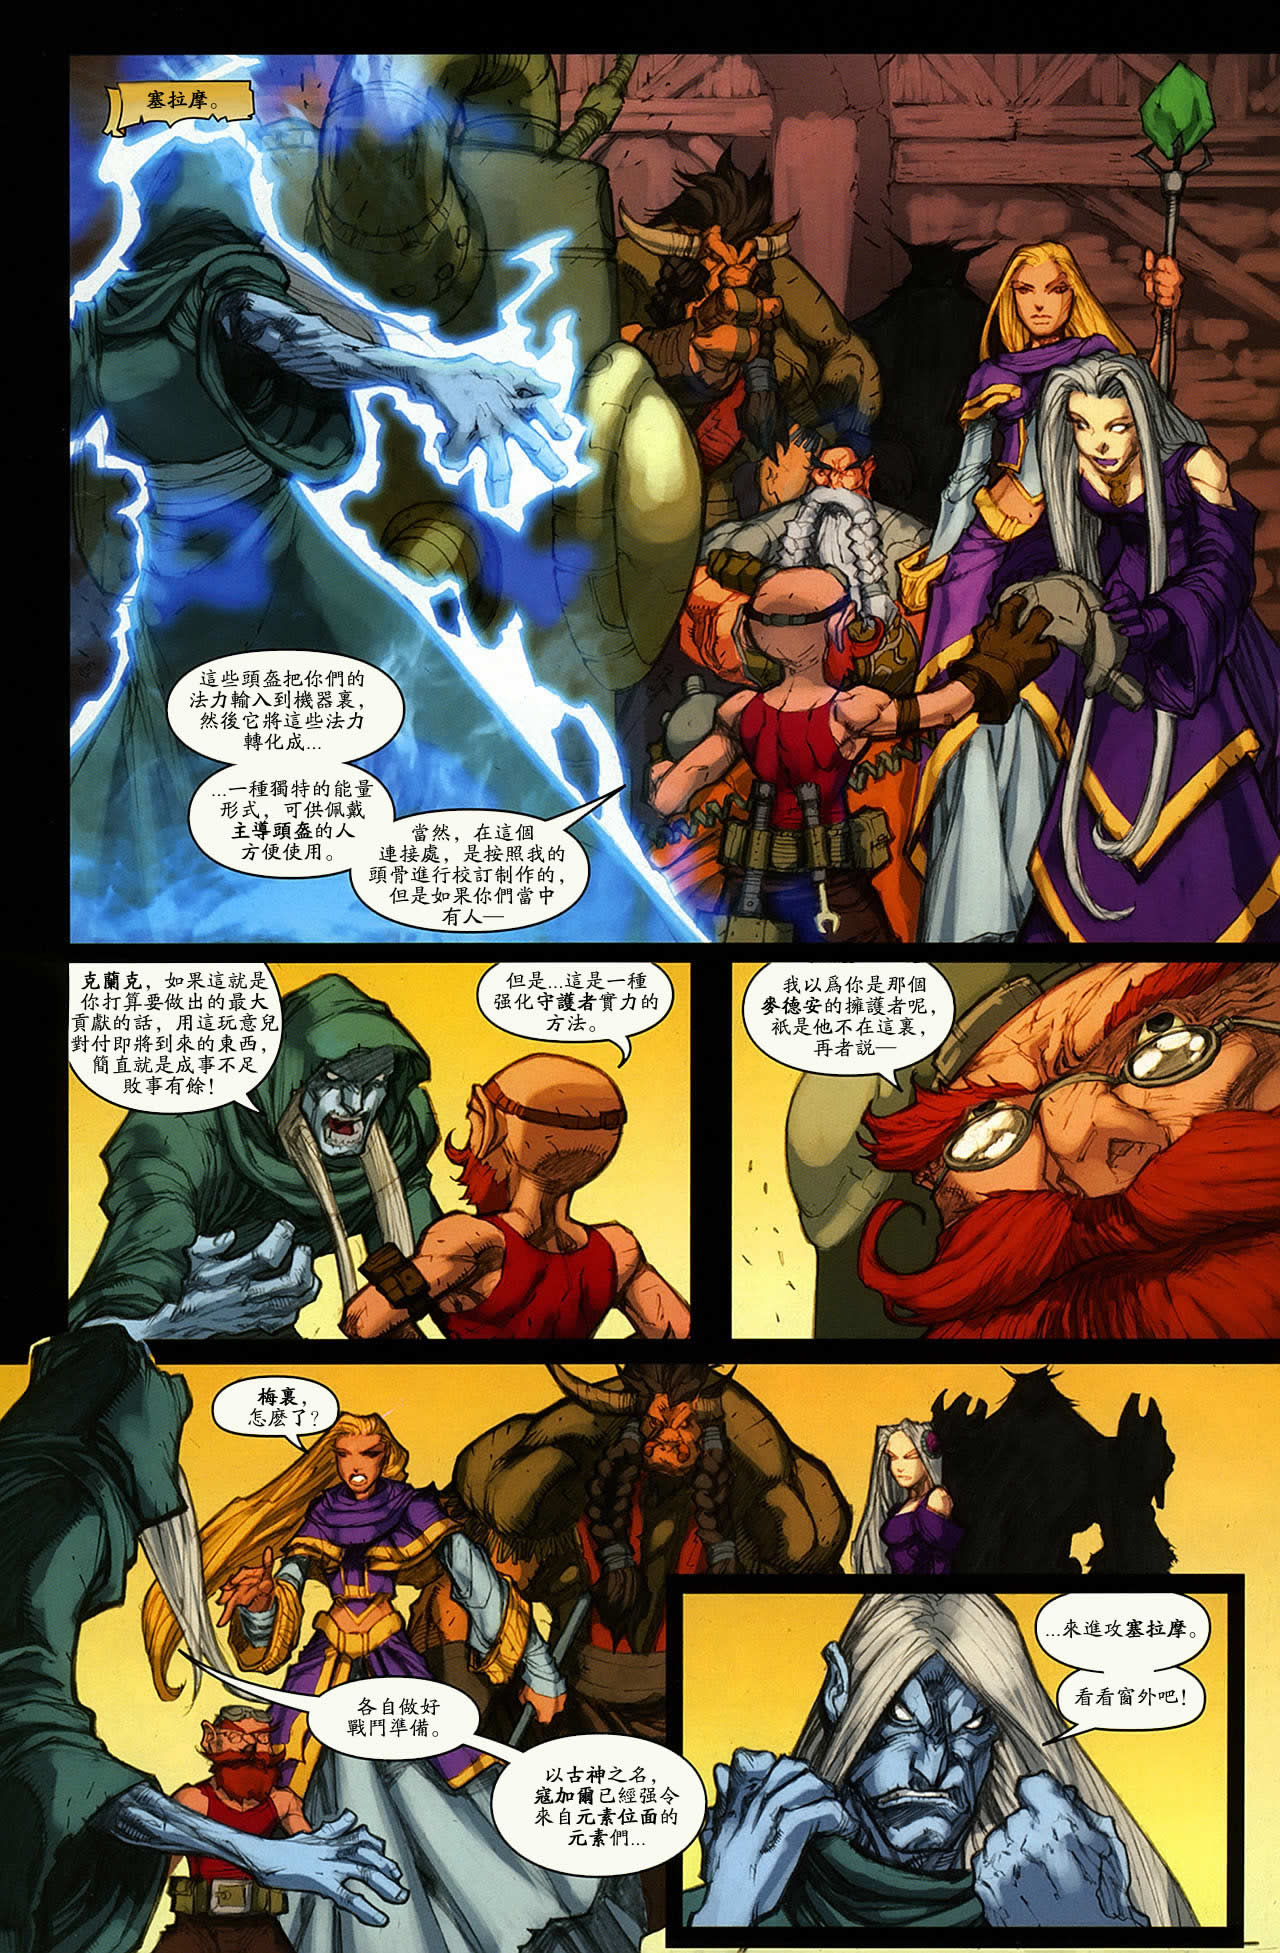 塞拉摩。
這些頭盔把你們的
法力輸入到機器裏，
然後它將這些法力
轉化成…
…一種獨特的能量
形式，可供佩戴
主導頭盔的人
方便使用。
當然，在這個
連接處，是按照我的
頭骨進行校訂制作的，
但是如果你們當中
有人—
克蘭克，如果這就是
你打算要做出的最大
貢獻的話，用這玩意兒
對付即將到來的東西，
簡直就是成事不足
敗事有餘！
但是…這是一種
强化守護者實力的
方法。
我以爲你是那個
麥德安的擁護者呢，
祇是他不在這裏，
再者說—
梅裏，
怎麽了？
各自做好
戰鬥準備。
以古神之名，
寇加爾已經强令
來自元素位面的
元素們…
…來進攻塞拉摩。
看看窗外吧！